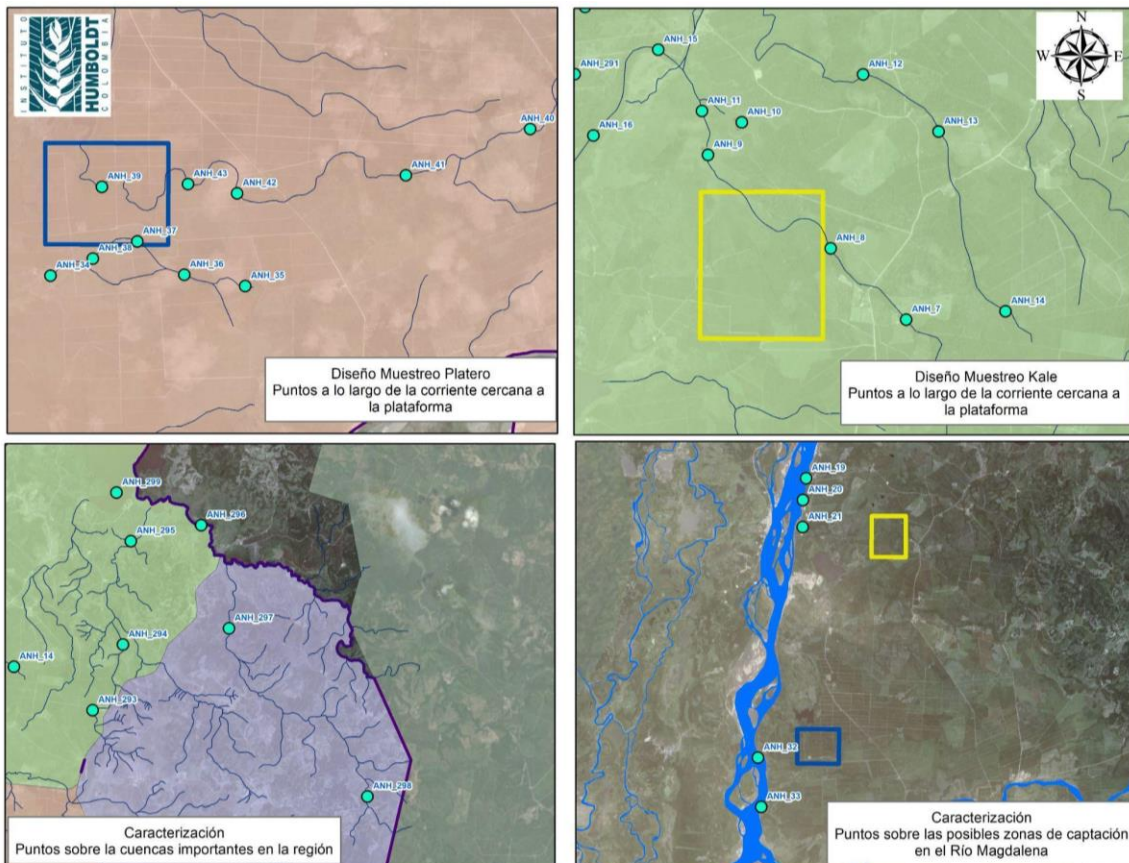 INSTITUTO
HUMBOLDT
COLOMBIA
ANH_40
ANH_41
ANH_39
ANH_43
ANH_42
ANH_37
ANH_38
ANH_34
ANH_36
ANH_35
Diseño Muestreo Platero
Puntos a lo largo de la corriente cercana a
la plataforma
N
W
E
S
ANH_15
ANH_291
ANH_12
ANH_11
ANH_10
ANH_16
ANH_13
ANH_9
ANH_8
ANH_7
ANH_14
Diseño Muestreo Kale
Puntos a lo largo de la corriente cercana a
la plataforma
ANH_299
ANH_296
ANH_295
ANH_297
ANH_294
ANH_14
ANH_293
ANH_298
Caracterización
Puntos sobre la cuencas importantes en la región
ANH_19
ANH_20
ANH_21
ANH_32
ANH_33
Caracterización
Puntos sobre las posibles zonas de captación
en el Río Magdalena